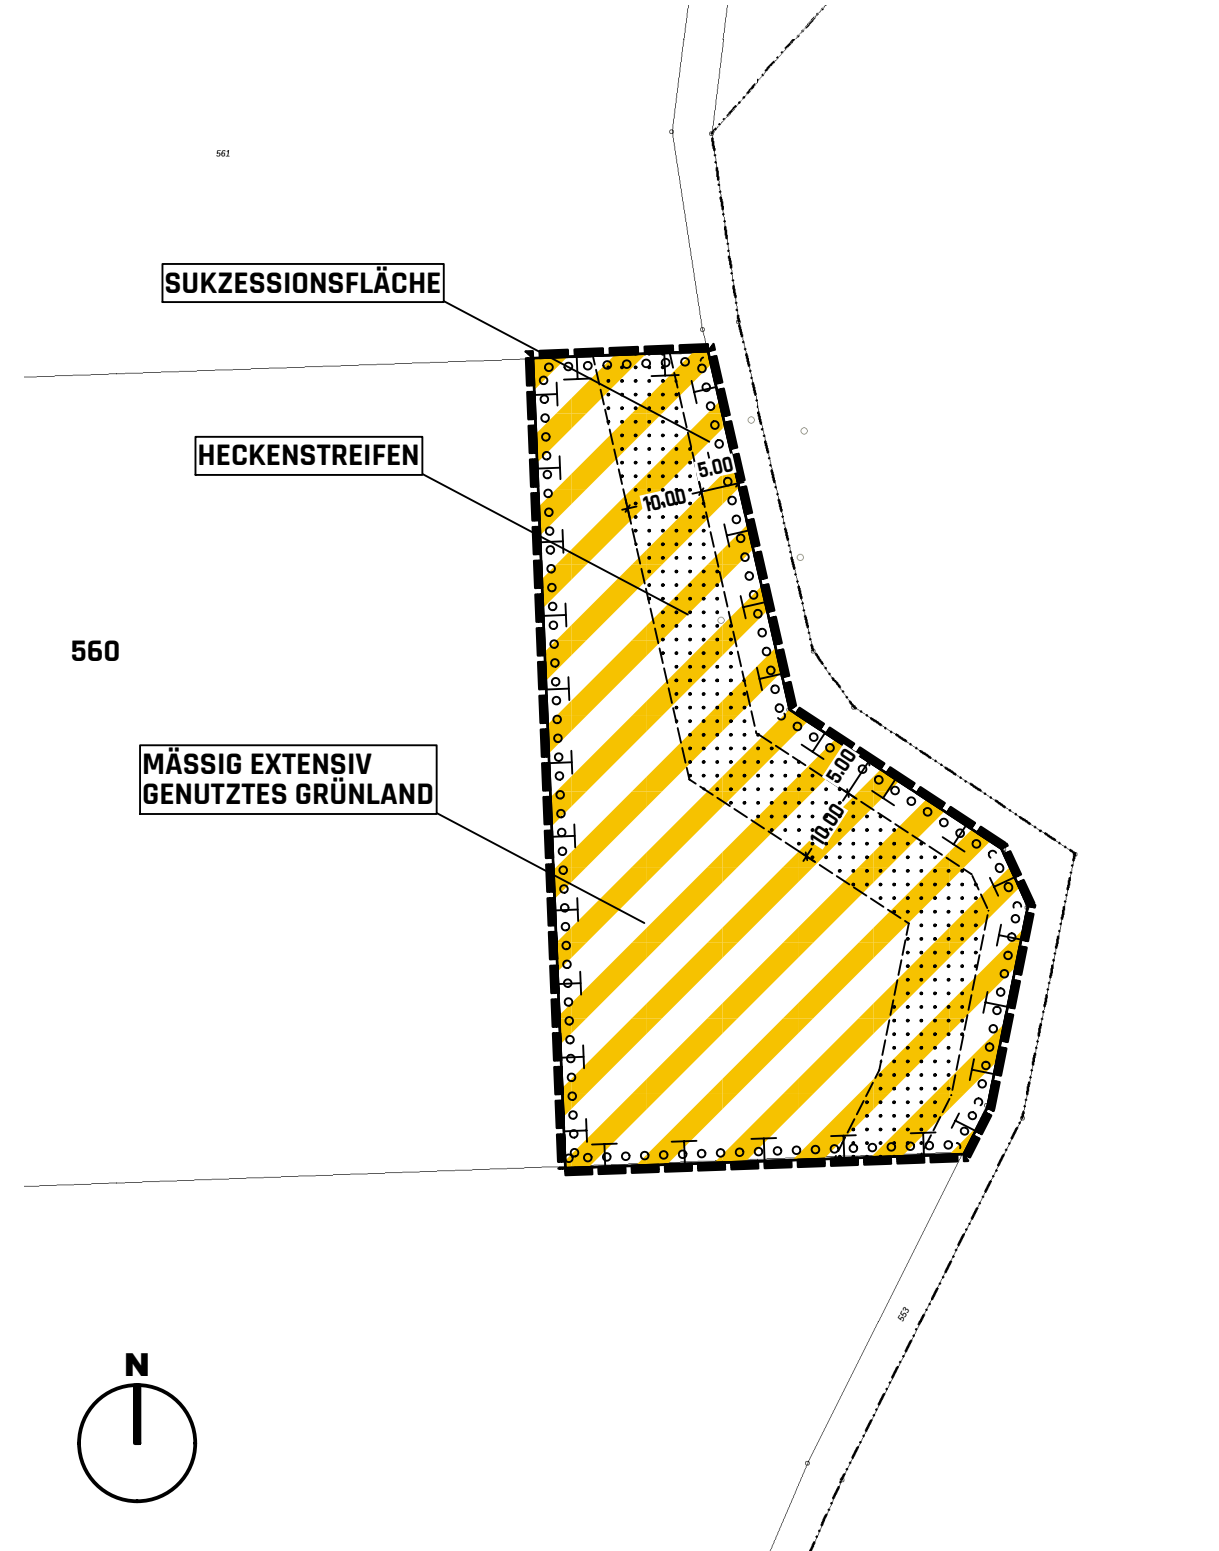 561
SUKZESSIONSFLÄCHE
HECKENSTREIFEN
5.00
10.00
560
MÄSSIG EXTENSIV
GENUTZTES GRÜNLAND
5.00
10.00
553
N